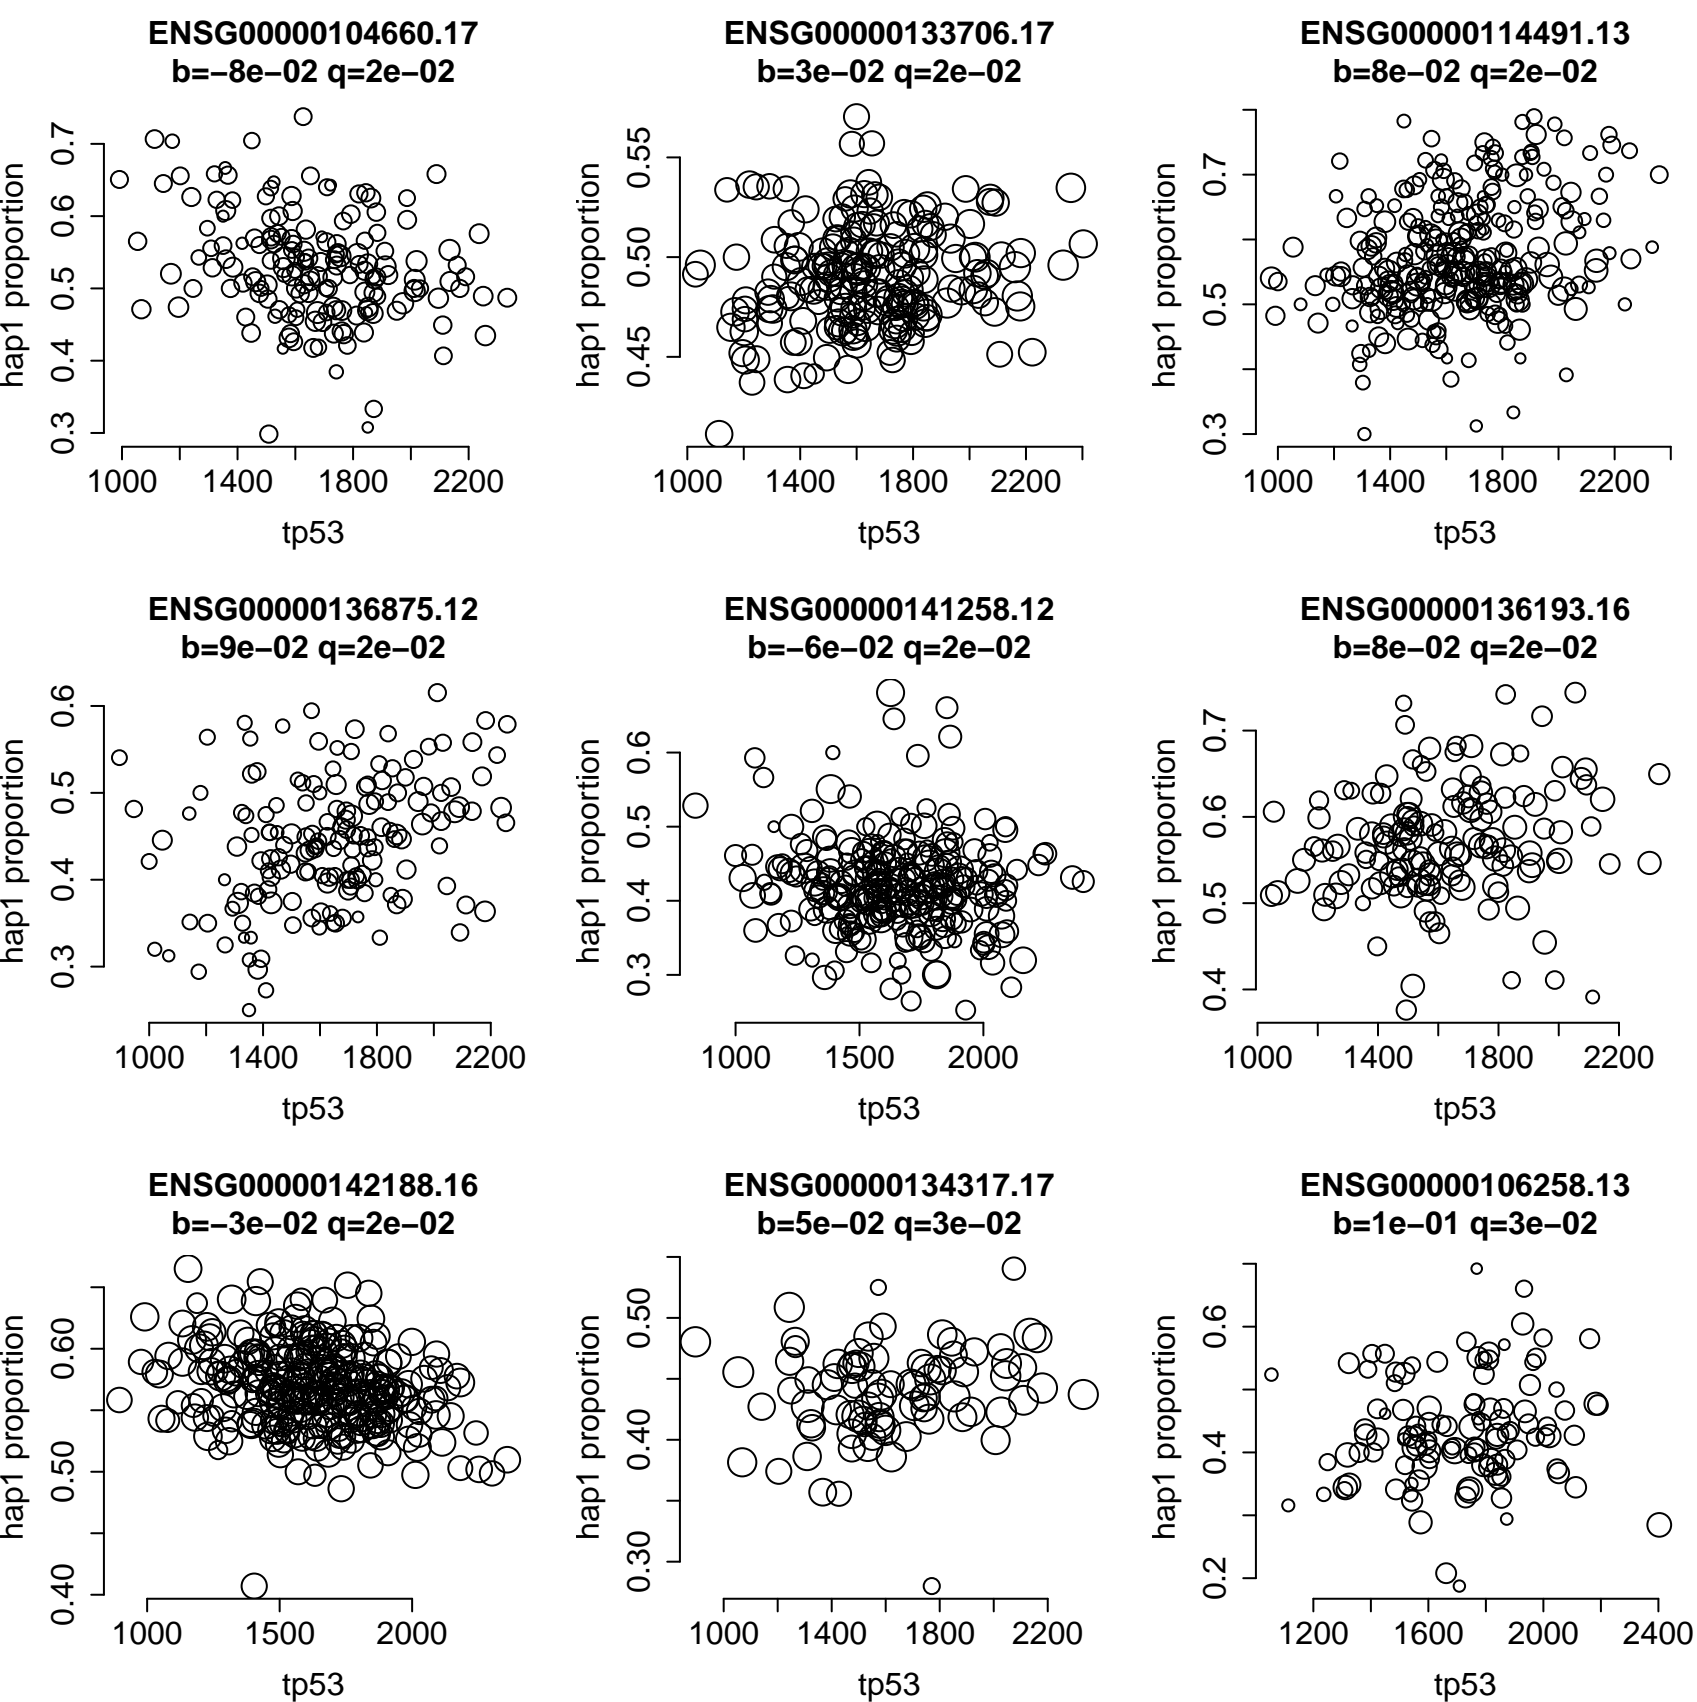 ENSG00000104660.17
b=−8e−02 q=2e−02
hap1 proportion
0.3 0.4 0.5 0.6 0.7
1000 1400 1800 2200
tp53
ENSG00000133706.17
b=3e−02 q=2e−02
hap1 proportion
0.45 0.50 0.55
1000 1400 1800 2200
tp53
ENSG00000114491.13
b=8e−02 q=2e−02
hap1 proportion
0.3 0.5 0.7
1000 1400 1800 2200
tp53
ENSG00000136875.12
b=9e−02 q=2e−02
hap1 proportion
0.3 0.4 0.5 0.6
1000 1400 1800 2200
tp53
ENSG00000141258.12
b=−6e−02 q=2e−02
hap1 proportion
0.3 0.4 0.5 0.6
1000 1500 2000
tp53
ENSG00000136193.16
b=8e−02 q=2e−02
hap1 proportion
0.4 0.5 0.6 0.7
1000 1400 1800 2200
tp53
ENSG00000142188.16
b=−3e−02 q=2e−02
hap1 proportion
0.40 0.50 0.60
1000 1500 2000
tp53
ENSG00000134317.17
b=5e−02 q=3e−02
hap1 proportion
0.30 0.40 0.50
1000 1400 1800 2200
tp53
ENSG00000106258.13
b=1e−01 q=3e−02
hap1 proportion
0.2 0.4 0.6
1200 1600 2000 2400
tp53